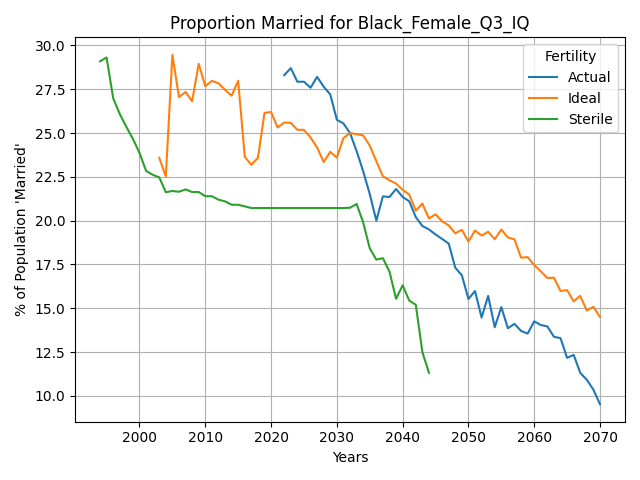 Proportion Married for Black_Female_Q3_IQ
% of Population 'Married'
30.0
27.5
25.0
22.5
20.0
17.5
15.0
12.5
10.0
Fertility
Actual
Ideal
Sterile
2000 2010 2020 2030 2040 2050 2060 2070
Years